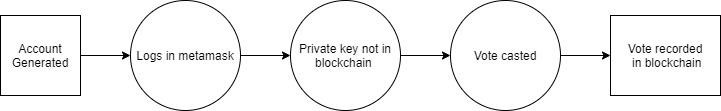 Account
Generated
Logs in metamask
Private key not in
blockchain
Vote casted
Vote recorded
in blockchain